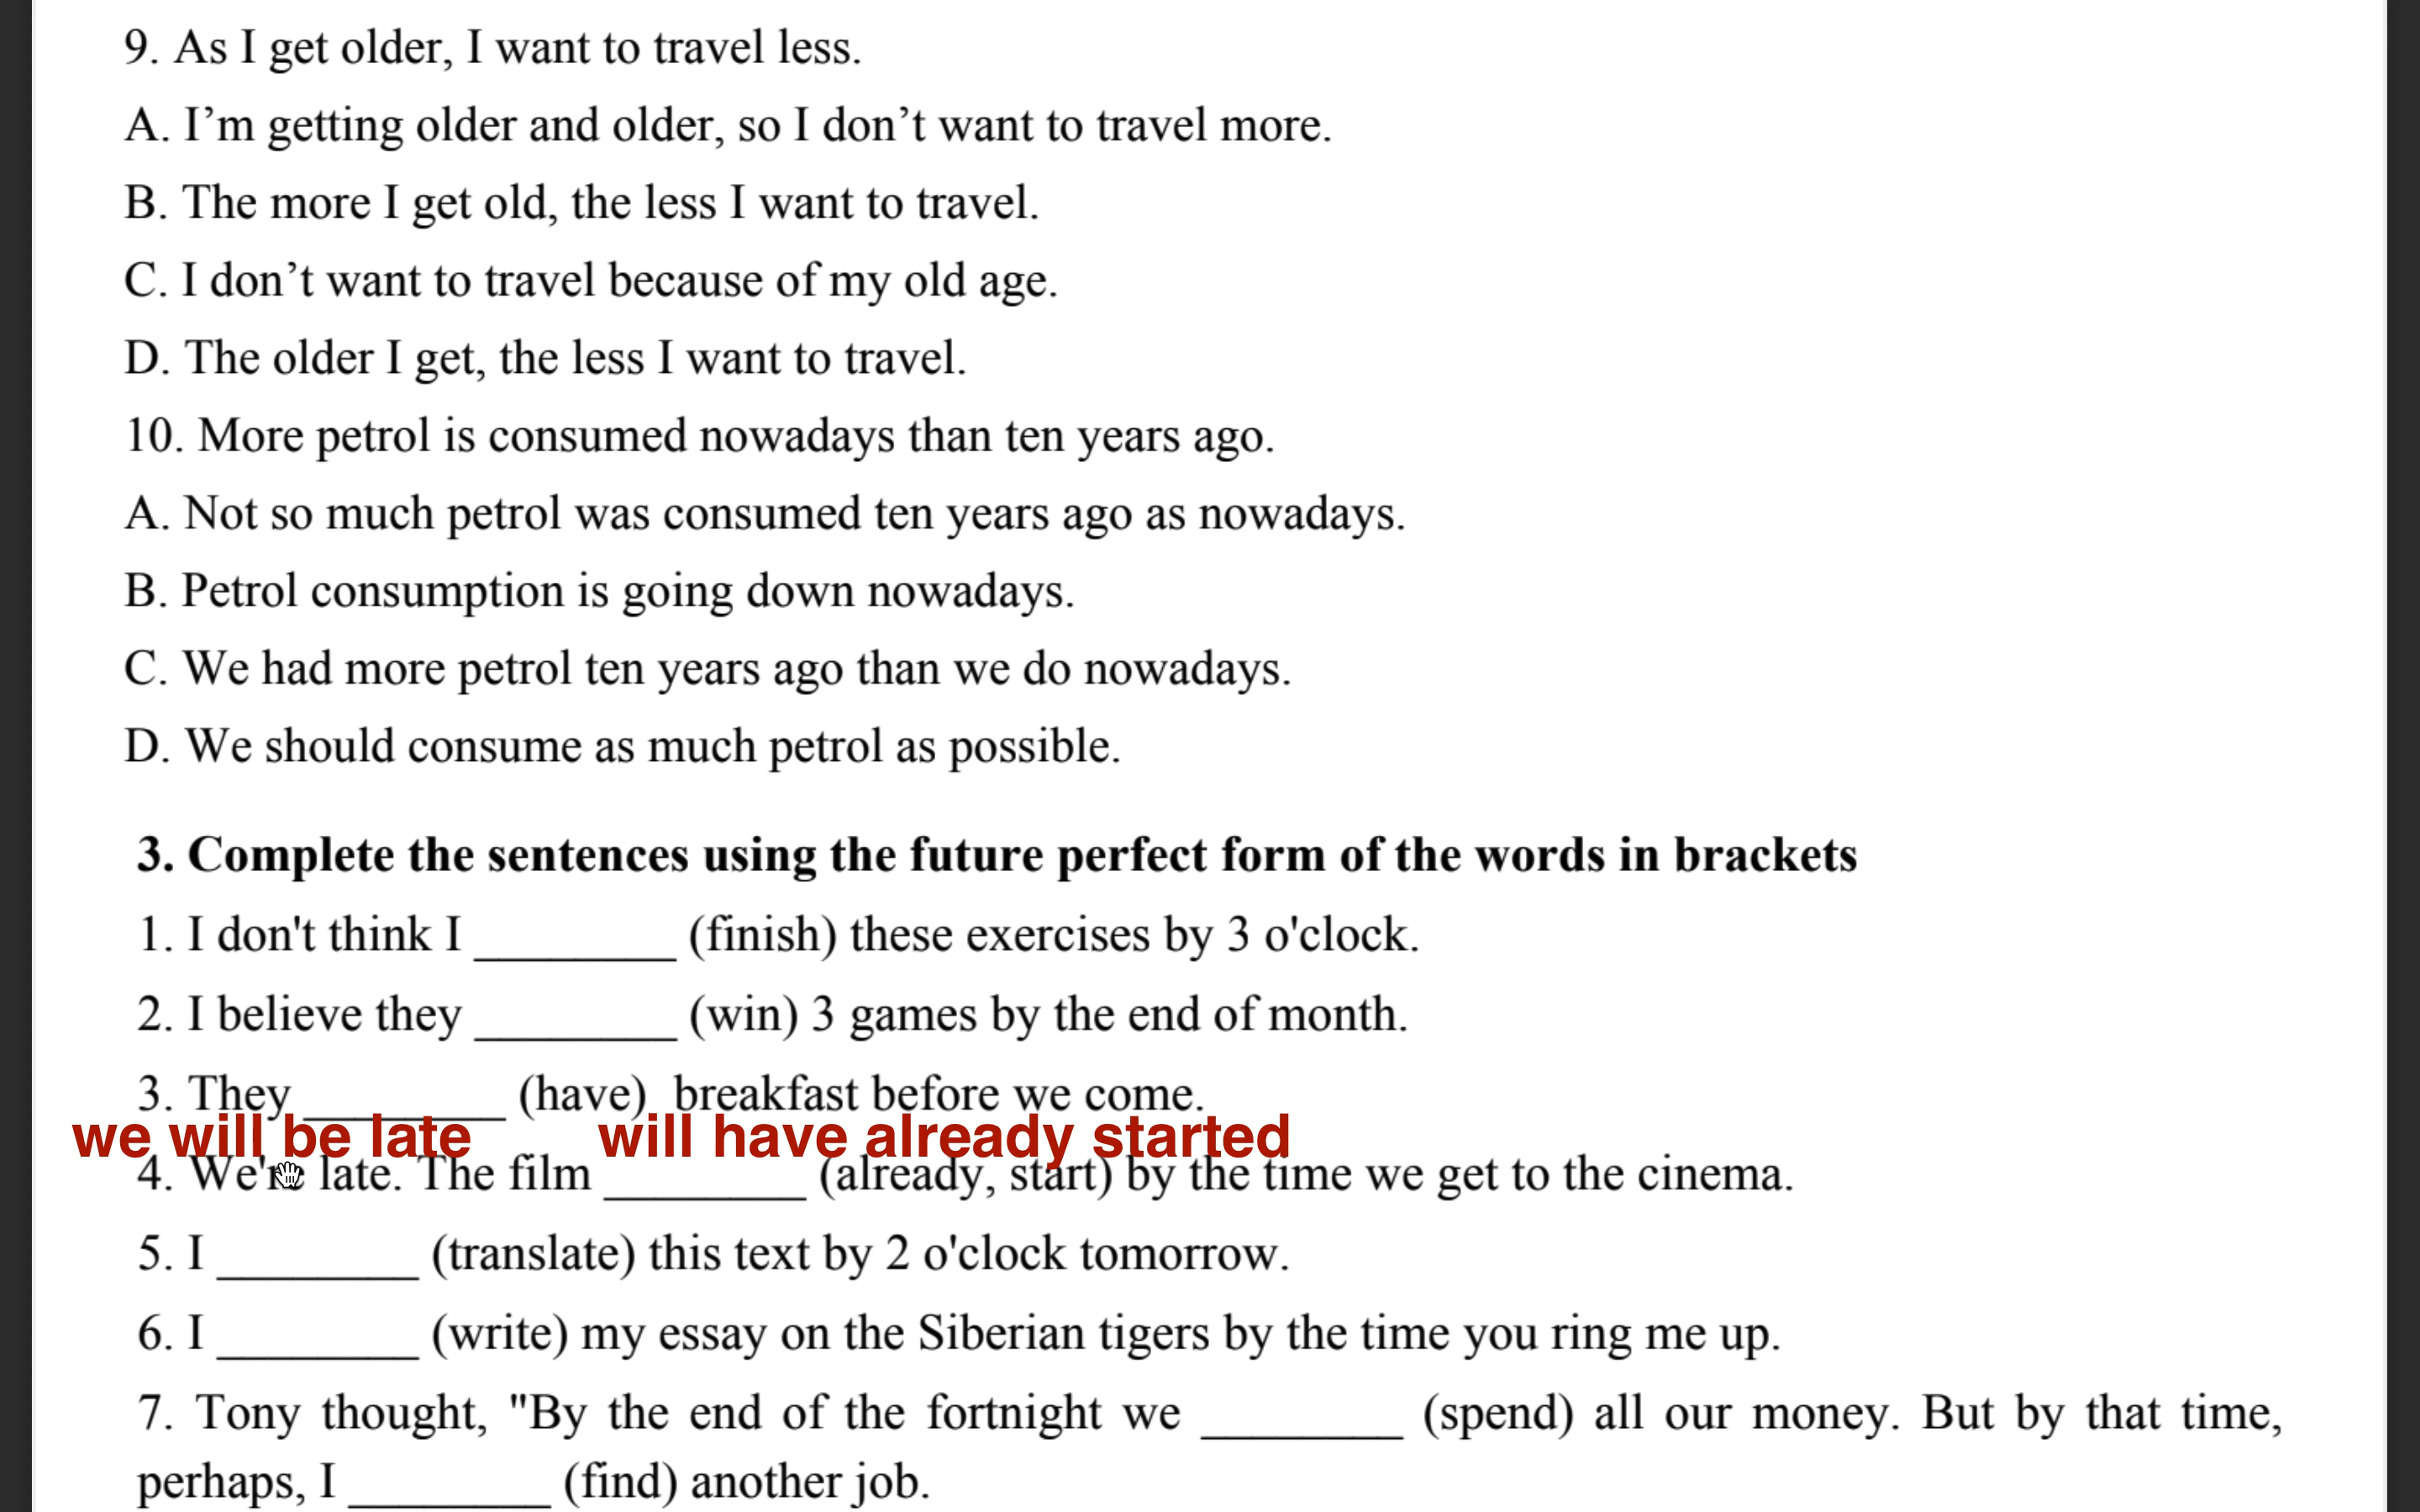 9. As I get older, I want to travel less.
A. I’m getting older and older, so I don’t want to travel more.
B. The more I get old, the less I want to travel.
C. I don’t want to travel because of my old age.
D. The older I get, the less I want to travel.
10. More petrol is consumed nowadays than ten years ago.
A. Not so much petrol was consumed ten years ago as nowadays.
B. Petrol consumption is going down nowadays.
C. We had more petrol ten years ago than we do nowadays.
D. We should consume as much petrol as possible.
3. Complete the sentences using the future perfect form of the words in brackets
1. I don't think I ________ (finish) these exercises by 3 o'clock.
2. I believe they ________ (win) 3 games by the end of month.
3. They ________ (have) breakfast before we come.
we will be late will have already started
4. We're late. The film ________ (already, start) by the time we get to the cinema.
5. I ________ (translate) this text by 2 o'clock tomorrow.
6. I ________ (write) my essay on the Siberian tigers by the time you ring me up.
7. Tony thought, "By the end of the fortnight we ________ (spend) all our money. But by that time,
perhaps, I ________ (find) another job.